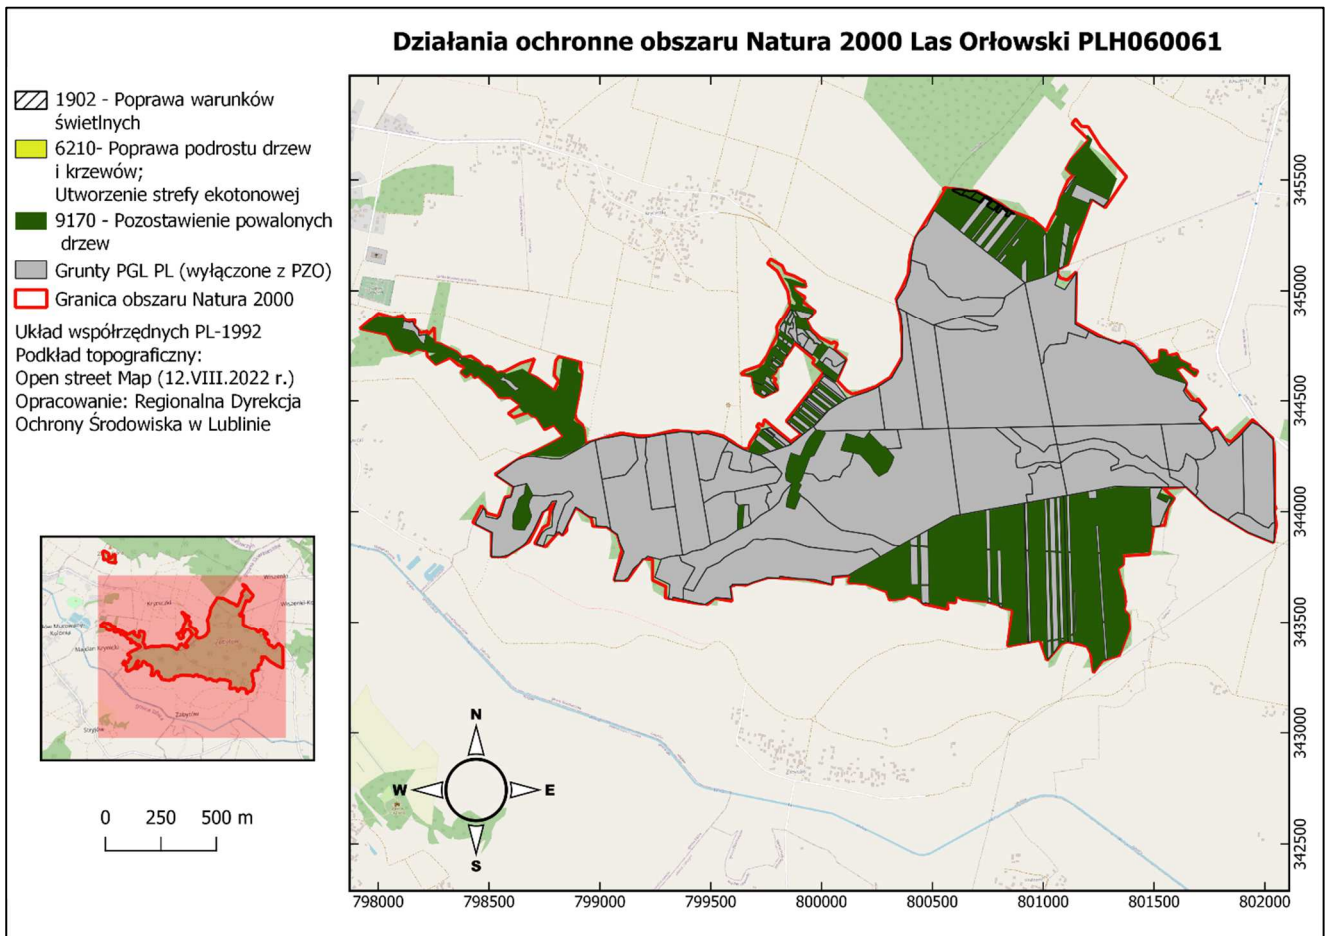 Działania ochronne obszaru Natura 2000 Las Orłowski PLH060061
1902 - Poprawa warunków
świetlnych
6210- Poprawa podrostu drzew
i krzewów;
Utworzenie strefy ekotonowej
9170 - Pozostawienie powalonych
drzew
Grunty PGL PL (wyłączone z PZO)
Granica obszaru Natura 2000
Układ współrzędnych PL-1992
Podkład topograficzny:
Open street Map (12.VIII.2022 r.)
Opracowanie: Regionalna Dyrekcja
Ochrony Środowiska w Lublinie
0 250 500 m
N
W E
S
345500
345000
344500
344000
343500
343000
342500
798000 798500 799000 799500 800000 800500 801000 801500 802000